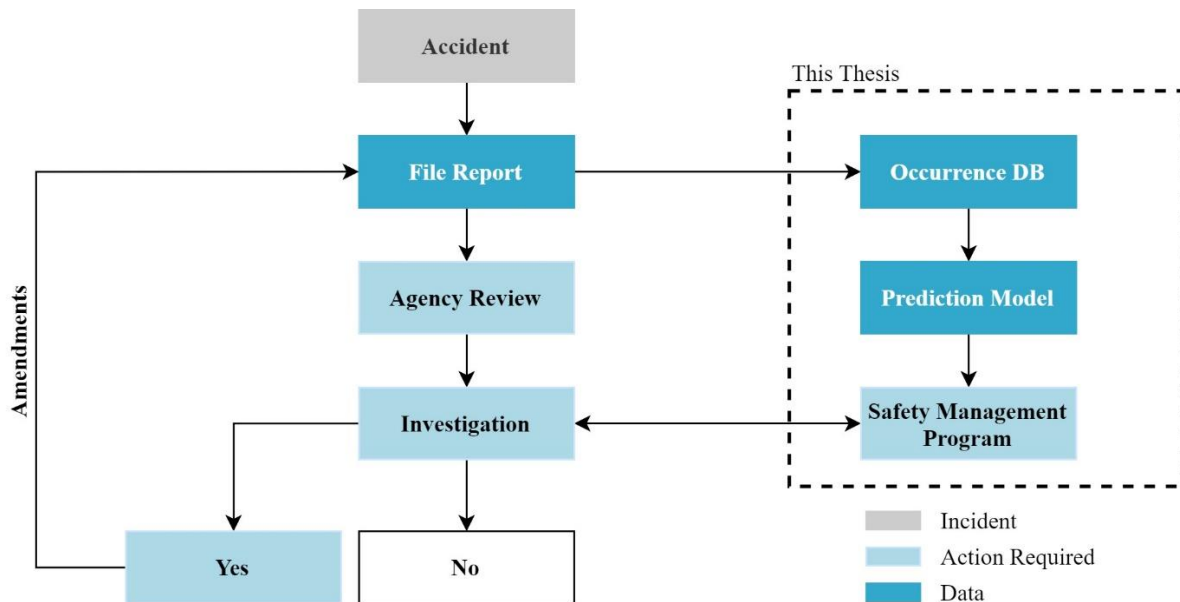 Accident
This Thesis
File Report
Occurrence DB
Agency Review
Prediction Model
Amendments
Investigation
Safety Management
Program
Yes
No
Incident
Action Required
Data